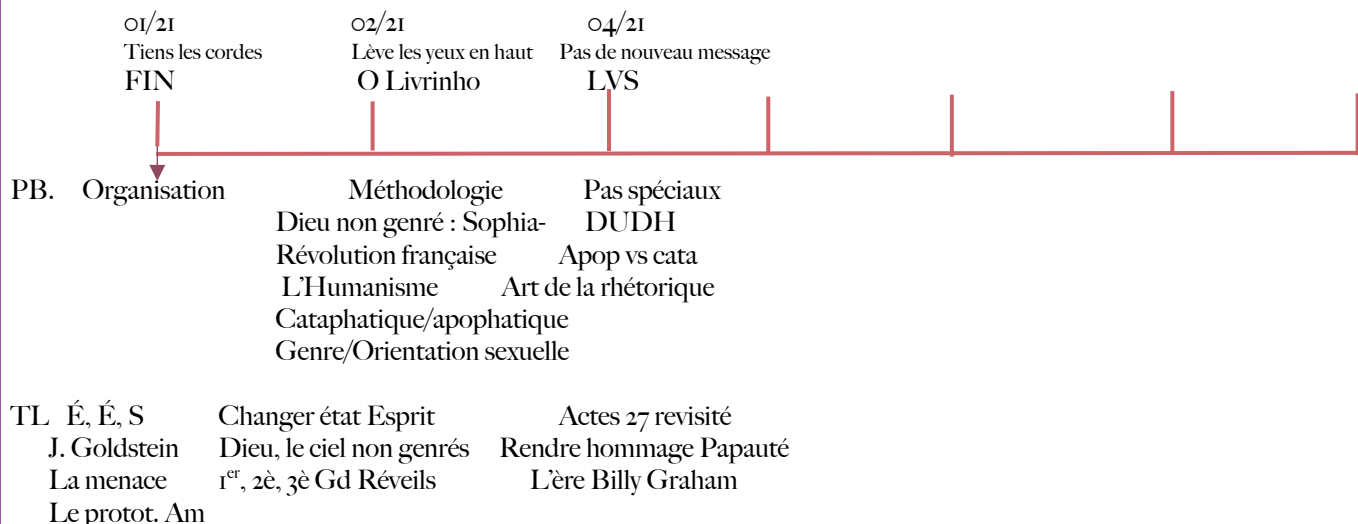 01/21 02/21 04/21
Tiens les cordes Lève les yeux en haut Pas de nouveau message
FIN O Livrinho LVS
PB. Organisation Méthodologie Pas spéciaux
Dieu non genré : Sophia- DUDH
Révolution française Apop vs cata
L'Humanisme Art de la rhétorique
Cataphatique/apophatique
Genre/Orientation sexuelle
TL É, É, S Changer état Esprit Actes 27 revisité
J. Goldstein Dieu, le ciel non genrés Rendre hommage Papauté
La menace 1er, 2è, 3è Gd Réveils L'ère Billy Graham
Le protot. Am